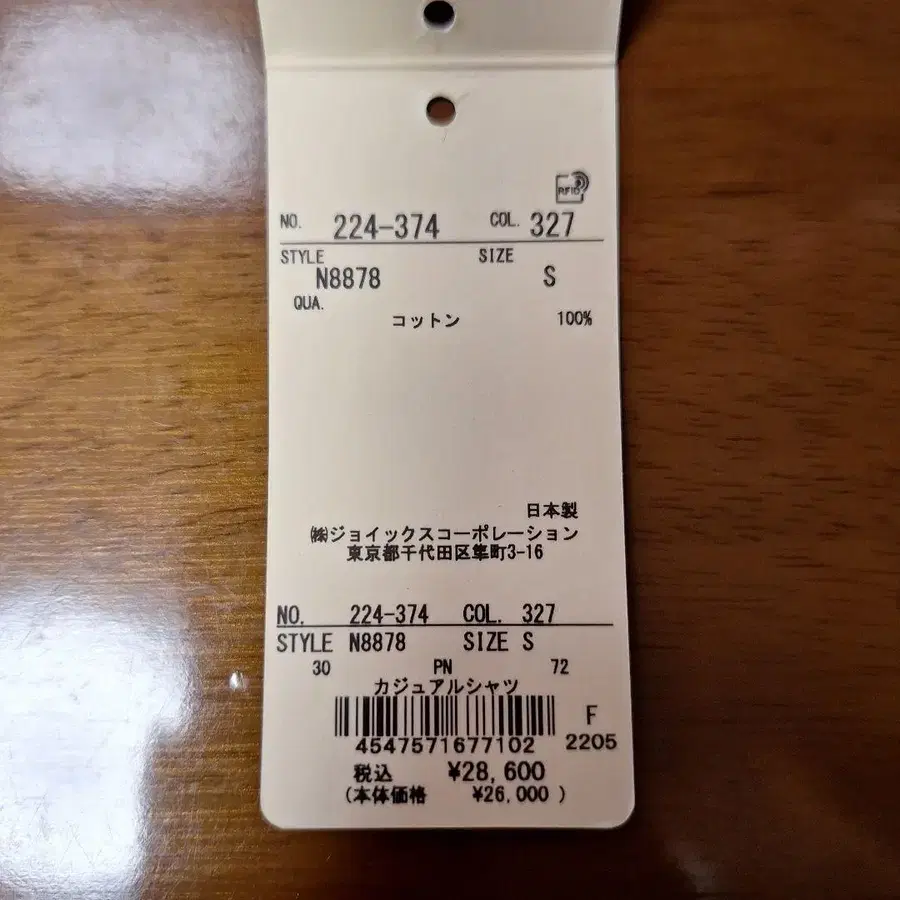 RFID
NO. 224-374 COL. 327
STYLE SIZE
N8878 S
QUA.
コットン 100%
日本製
㈱ジョイックスコーポレーション
東京都千代田区隼町3-16
NO. 224-374 COL. 327
STYLE N8878 SIZE S
30 PN 72
カジュアルシャツ
F
4547571677102 2205
税込 ¥28,600
(本体価格 ¥26,000 )